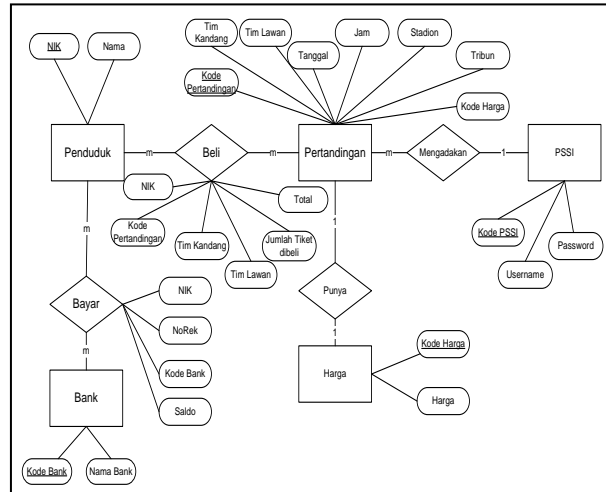 Tim
Kandang
Tim Lawan
Jam
Stadion
NIK
Nama
Tanggal
Tribun
Kode
Pertandingan
Kode Harga
Penduduk
m
Beli
m
Pertandingan
m
Mengadakan
1
PSSI
NIK
Total
Kode
Pertandingan
Tim Kandang
Jumlah Tiket
dibeli
Tim Lawan
Kode PSSI
Password
Username
m
1
Bayar
NIK
NoRek
Kode Bank
Saldo
Punya
m
1
Bank
Harga
Kode Harga
Harga
Kode Bank
Nama Bank